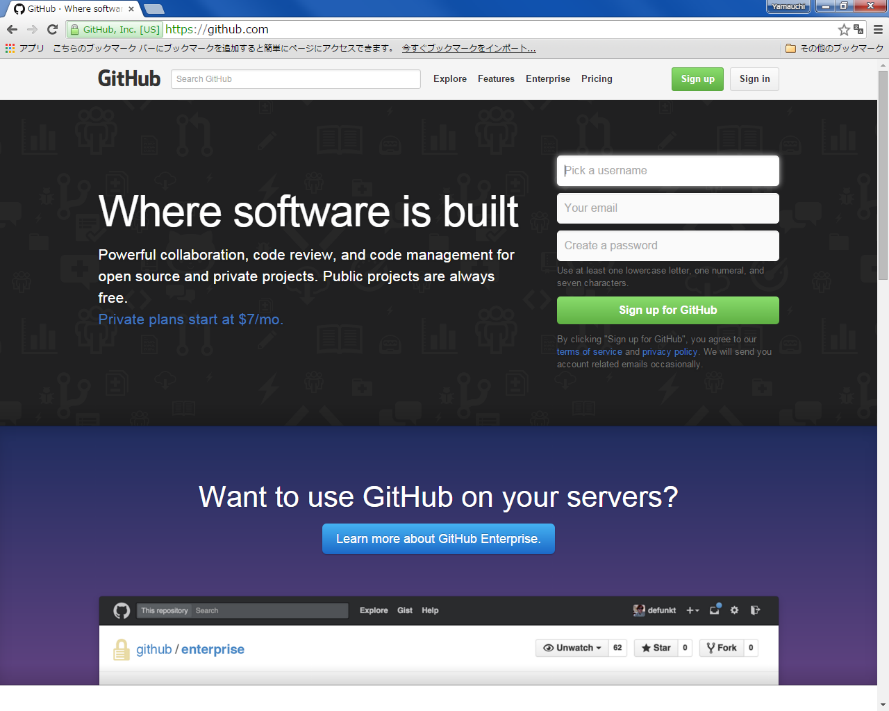 GitHub - Where softwar
Yamauchi
GitHub, Inc. [US] https://github.com
アプリ こちらのブックマーク バーにブックマークを追加すると簡単にページにアクセスできます。 今すぐブックマークをインポート... その他のブックマーク
GitHub Search GitHub Explore Features Enterprise Pricing Sign up Sign in
Where software is built
Powerful collaboration, code review, and code management for
open source and private projects. Public projects are always
free.
Private plans start at $7/mo.
Pick a username
Your email
Create a password
Use at least one lowercase letter, one numeral, and
seven characters.
Sign up for GitHub
By clicking "Sign up for GitHub", you agree to our
terms of service and privacy policy. We will send you
account related emails occasionally.
Want to use GitHub on your servers?
Learn more about GitHub Enterprise.
This repository Search Explore Gist Help defunkt
github / enterprise Unwatch 62 Star 0 Fork 0